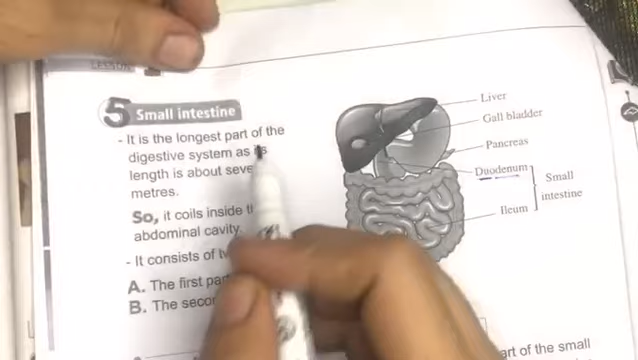 LESSON
5 Small intestine
- It is the longest part of the
digestive system as its
length is about seve
metres.
So, it coils inside t
abdominal cavity.
- It consists of tw
A. The first par
B. The secon
Liver
Gall bladder
Pancreas
Duodenum
Small
intestine
Ileum
art of the small